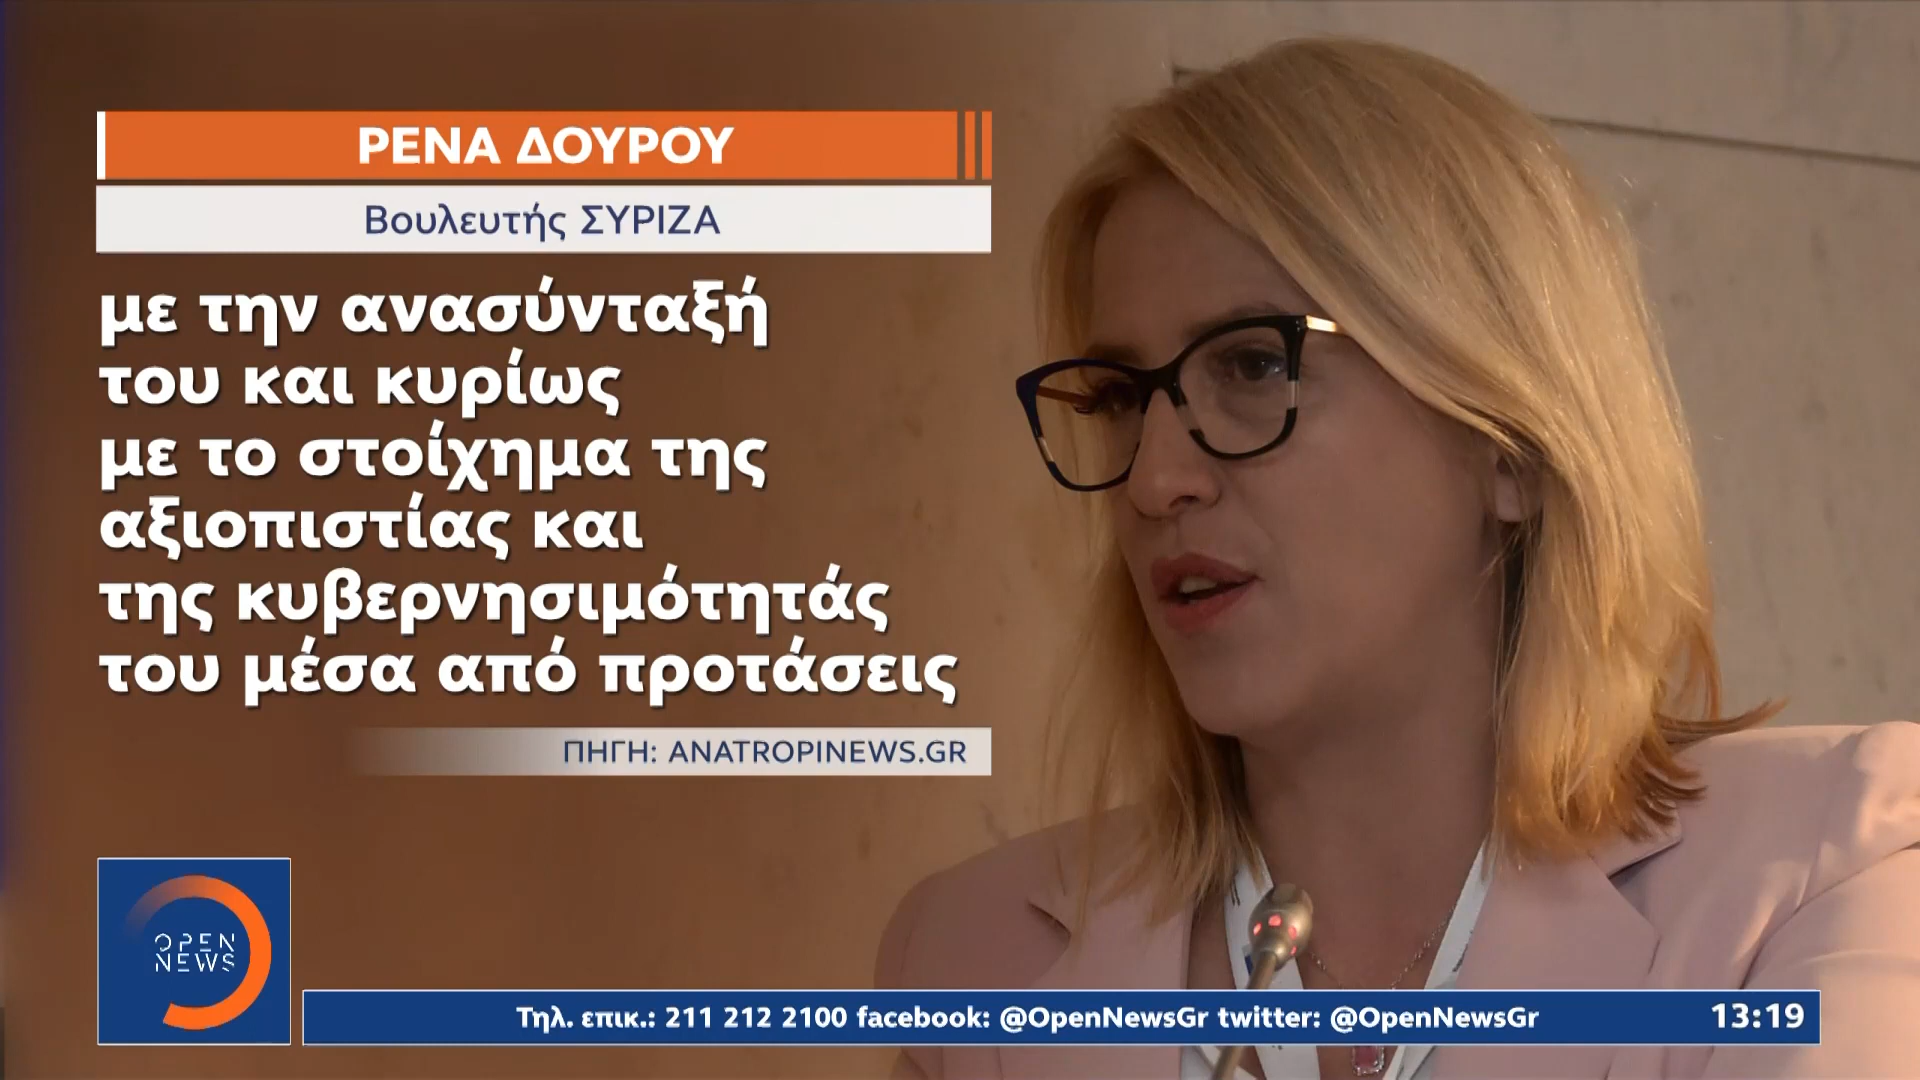 ΡΕΝΑ ΔΟΥΡΟΥ
Βουλευτής ΣΥΡΙΖΑ
με την ανασύνταξή
του και κυρίως
με το στοίχημα της
αξιοπιστίας και
της κυβερνησιμότητάς
του μέσα από προτάσεις
ΠΗΓΗ: ANATROPINEWS.GR
OPEN
NEWS
Τηλ. επικ.: 211 212 2100 facebook: @OpenNewsGr twitter: @OpenNewsGr
13:19